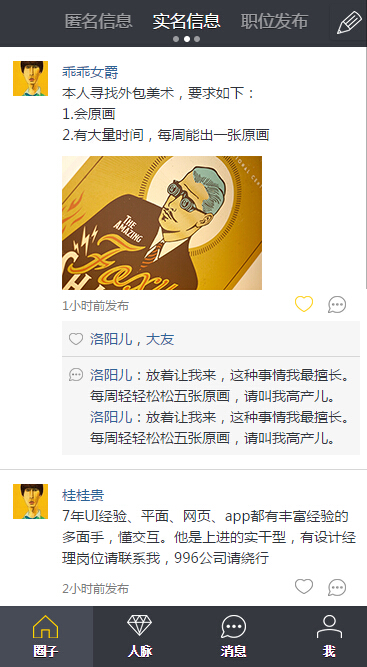 匿名信息 实名信息 职位发布
乖乖女爵
本人寻找外包美术，要求如下：
1.会原画
2.有大量时间，每周能出一张原画
THE
AMAZING
Foxy
1小时前发布
洛阳儿，大友
洛阳儿：放着让我来，这种事情我最擅长。
每周轻轻松松五张原画，请叫我高产儿。
洛阳儿：放着让我来，这种事情我最擅长。
每周轻轻松松五张原画，请叫我高产儿。
桂桂贵
7年UI经验、平面、网页、app都有丰富经验的
多面手，懂交互。他是上进的实干型，有设计经
理岗位请联系我，996公司请绕行
2小时前发布
圈子 人脉 消息 我